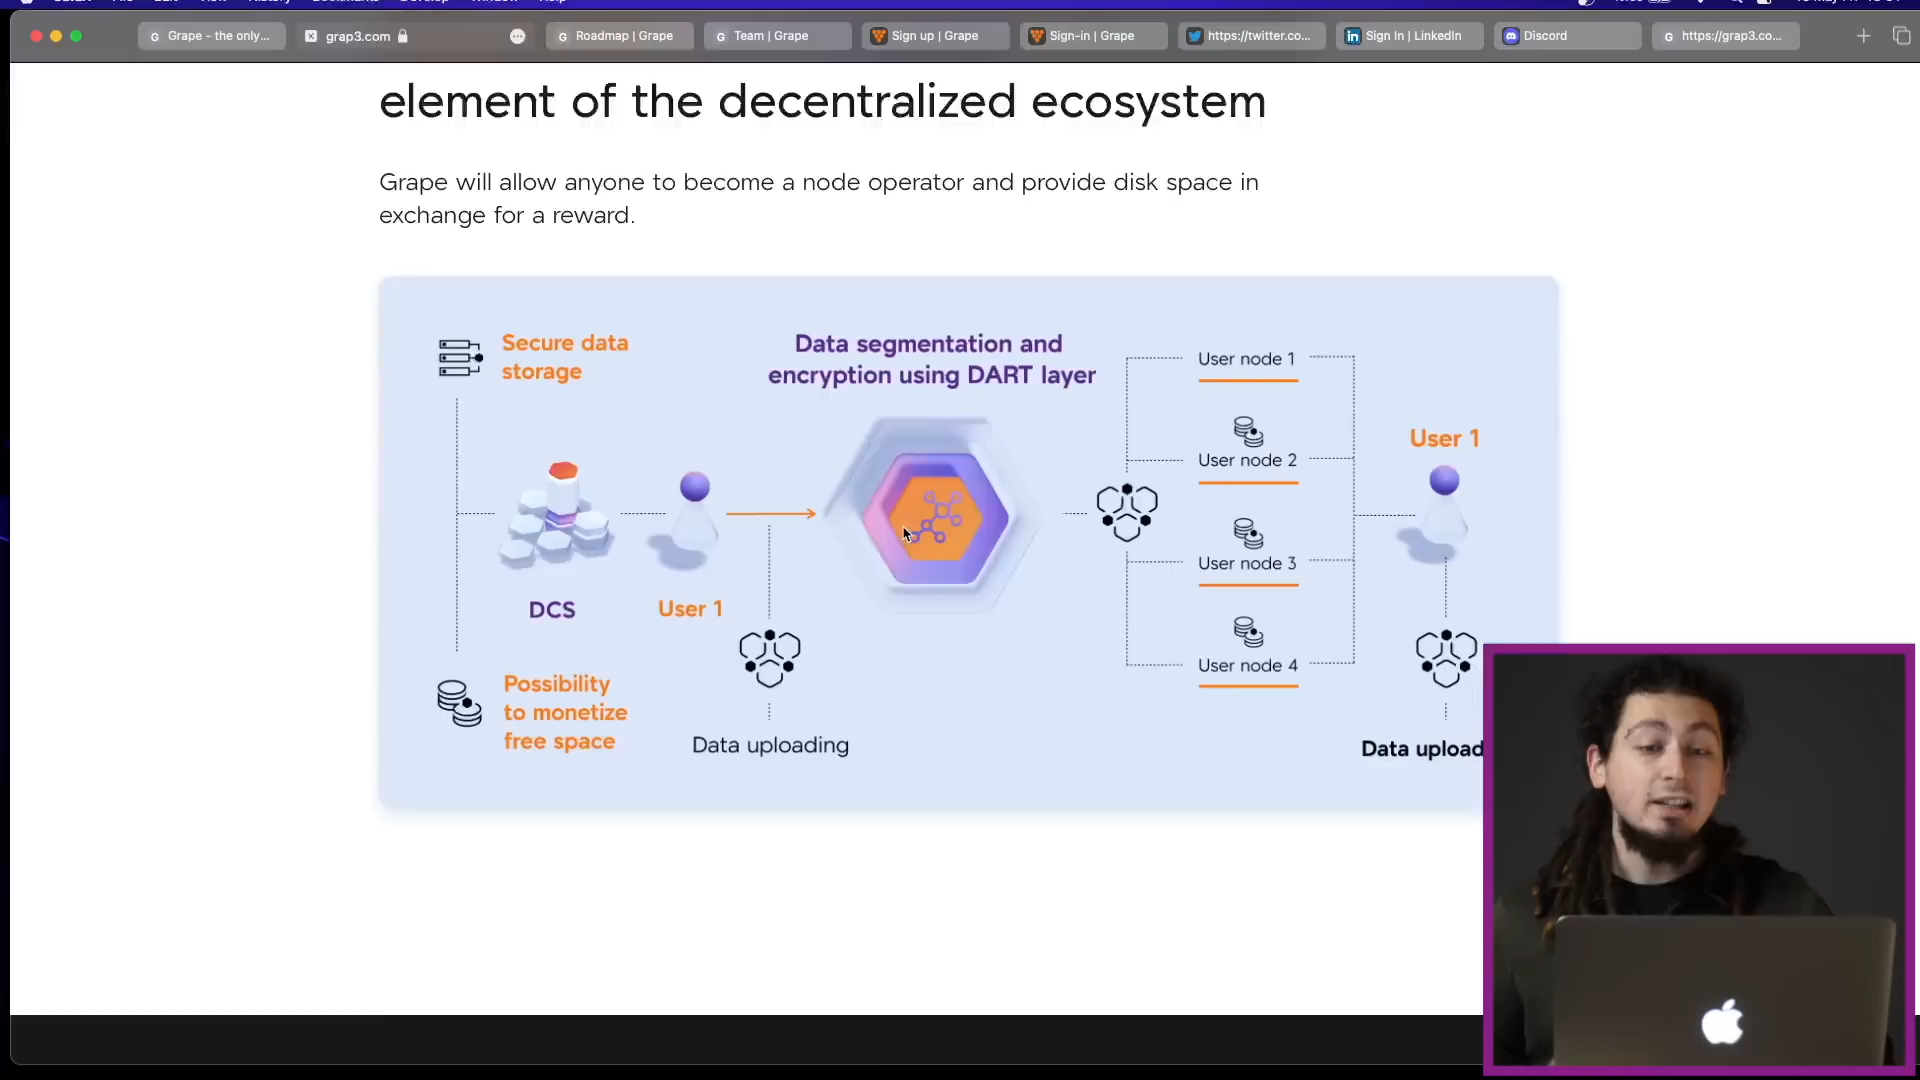 Grape - the only...
grap3.com
Roadmap | Grape
Team | Grape
Sign up | Grape
Sign-in | Grape
https://twitter.co...
Sign In | LinkedIn
Discord
https://grap3.co...
element of the decentralized ecosystem
Grape will allow anyone to become a node operator and provide disk space in
exchange for a reward.
Secure data
storage
Data segmentation and
encryption using DART layer
User node 1
User node 2
User 1
User node 3
DCS
User 1
User node 4
Possibility
to monetize
free space
Data uploading
Data upload